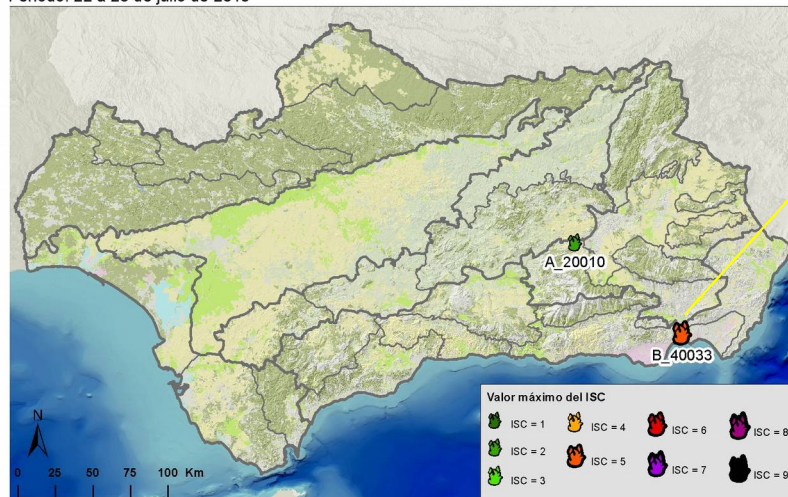 A_20010
B_40033
N
0 25 50 75 100 Km
Valor máximo del ISC
ISC = 1
ISC = 2
ISC = 3
ISC = 4
ISC = 5
ISC = 6
ISC = 7
ISC = 8
ISC = 9